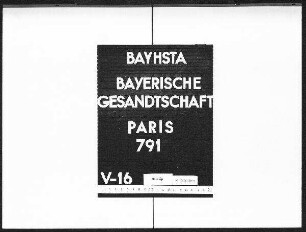 BAYHSTA
BAYERISCHE
GESANDTSCHAFT
PARIS
791
V-16